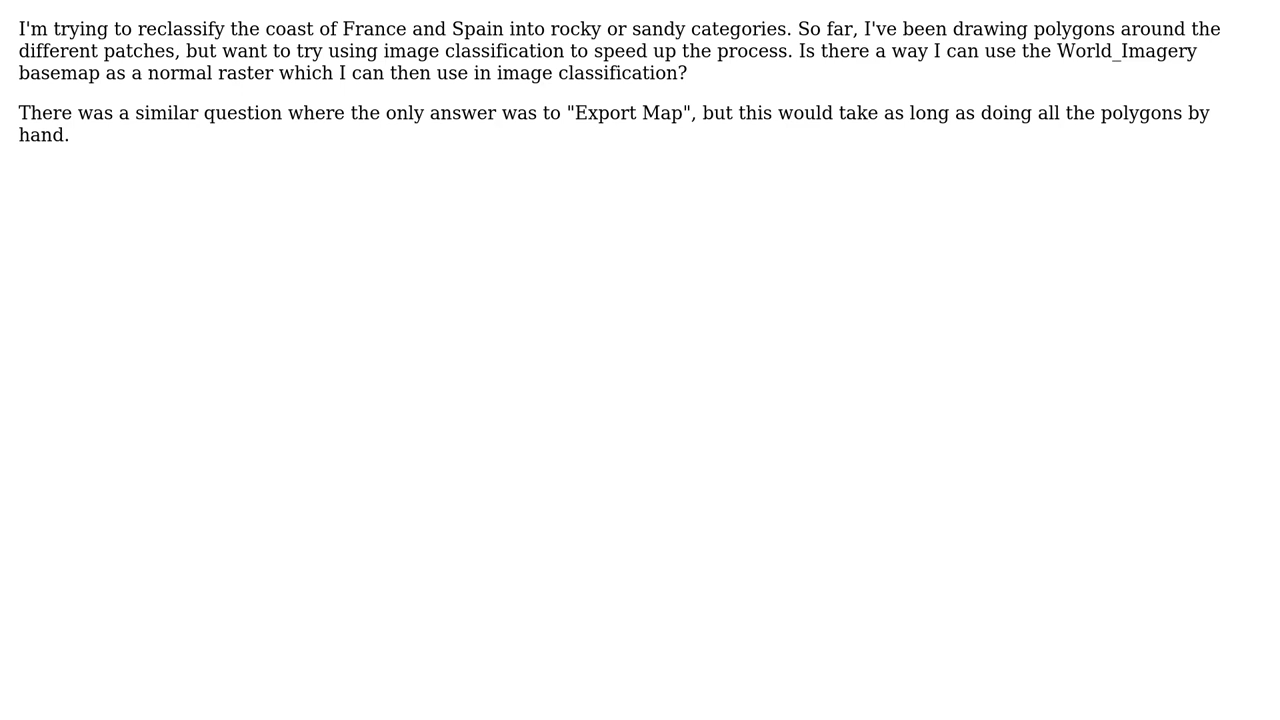 I'm trying to reclassify the coast of France and Spain into rocky or sandy categories. So far, I've been drawing polygons around the
different patches, but want to try using image classification to speed up the process. Is there a way I can use the World_Imagery
basemap as a normal raster which I can then use in image classification?
There was a similar question where the only answer was to "Export Map", but this would take as long as doing all the polygons by
hand.